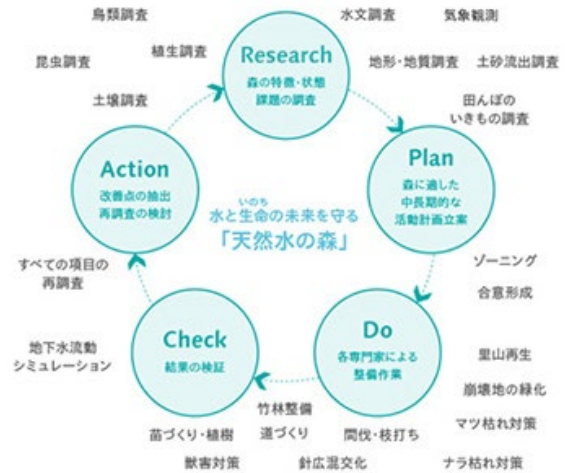 鳥類調査
水文調査
気象観測
昆虫調査
植生調査
地形・地質調査
土砂流出調査
土壌調査
田んぼの
いきもの調査
Research
森の特徴・状態
課題の調査
Plan
森に適した
中長期的な
活動計画立案
Action
改善点の抽出
再調査の検討
いのち
水と生命の未来を守る
「天然水の森」
ゾーニング
合意形成
すべての項目の
再調査
Do
各専門家による
整備作業
Check
結果の検証
里山再生
崩壊地の緑化
マツ枯れ対策
ナラ枯れ対策
地下水流動
シミュレーション
竹林整備
苗づくり・植樹
道づくり
間伐・枝打ち
獣害対策
針広混交化